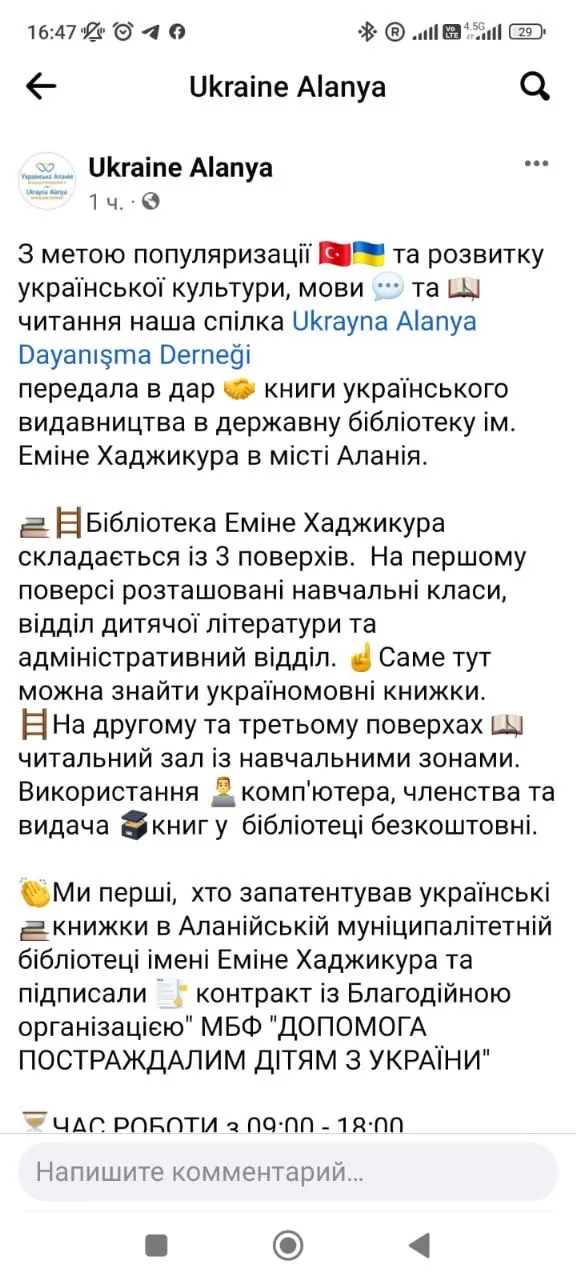 16:47
4.5G
29
Ukraine Alanya
Українська Аланія
Ukrayna Alanya
Ukraine Alanya
1 ч.
З метою популяризації 🇹🇷🇺🇦 та розвитку
української культури, мови 💬 та 📖
читання наша спілка Ukrayna Alanya
Dayanışma Derneği
передала в дар 🤝 книги українського
видавництва в державну бібліотеку ім.
Еміне Хаджикура в місті Аланія.
📚🪜Бібліотека Еміне Хаджикура
складається із 3 поверхів. На першому
поверсі розташовані навчальні класи,
відділ дитячої літератури та
адміністративний відділ. ☝️Саме тут
можна знайти україномовні книжки.
🪜На другому та третьому поверхах 📖
читальний зал із навчальними зонами.
Використання 👨‍💻комп'ютера, членства та
видача 🗃книг у бібліотеці безкоштовні.
👏Ми перші, хто запатентував українські
📚книжки в Аланійській муніципалітетній
бібліотеці імені Еміне Хаджикура та
підписали 📑 контракт із Благодійною
організацією" МБФ "ДОПОМОГА
ПОСТРАЖДАЛИМ ДІТЯМ З УКРАЇНИ"
⏳ЧАС РОБОТИ з 09:00 - 18:00
Напишите комментарий...